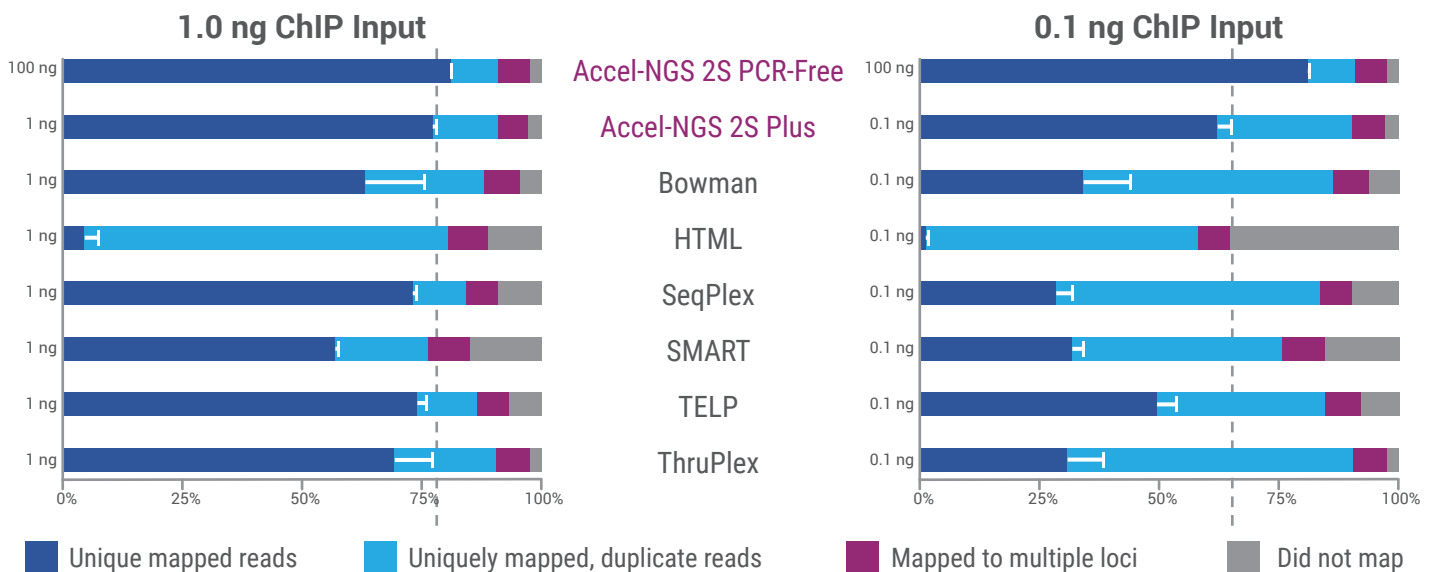 1.0 ng ChIP Input
0.1 ng ChIP Input
100 ng
Accel-NGS 2S PCR-Free
100 ng
1 ng
Accel-NGS 2S Plus
0.1 ng
1 ng
Bowman
0.1 ng
1 ng
HTML
0.1 ng
1 ng
SeqPlex
0.1 ng
1 ng
SMART
0.1 ng
1 ng
TELP
0.1 ng
1 ng
ThruPlex
0.1 ng
0% 25% 50% 75% 100%
0% 25% 50% 75% 100%
Unique mapped reads
Uniquely mapped, duplicate reads
Mapped to multiple loci
Did not map